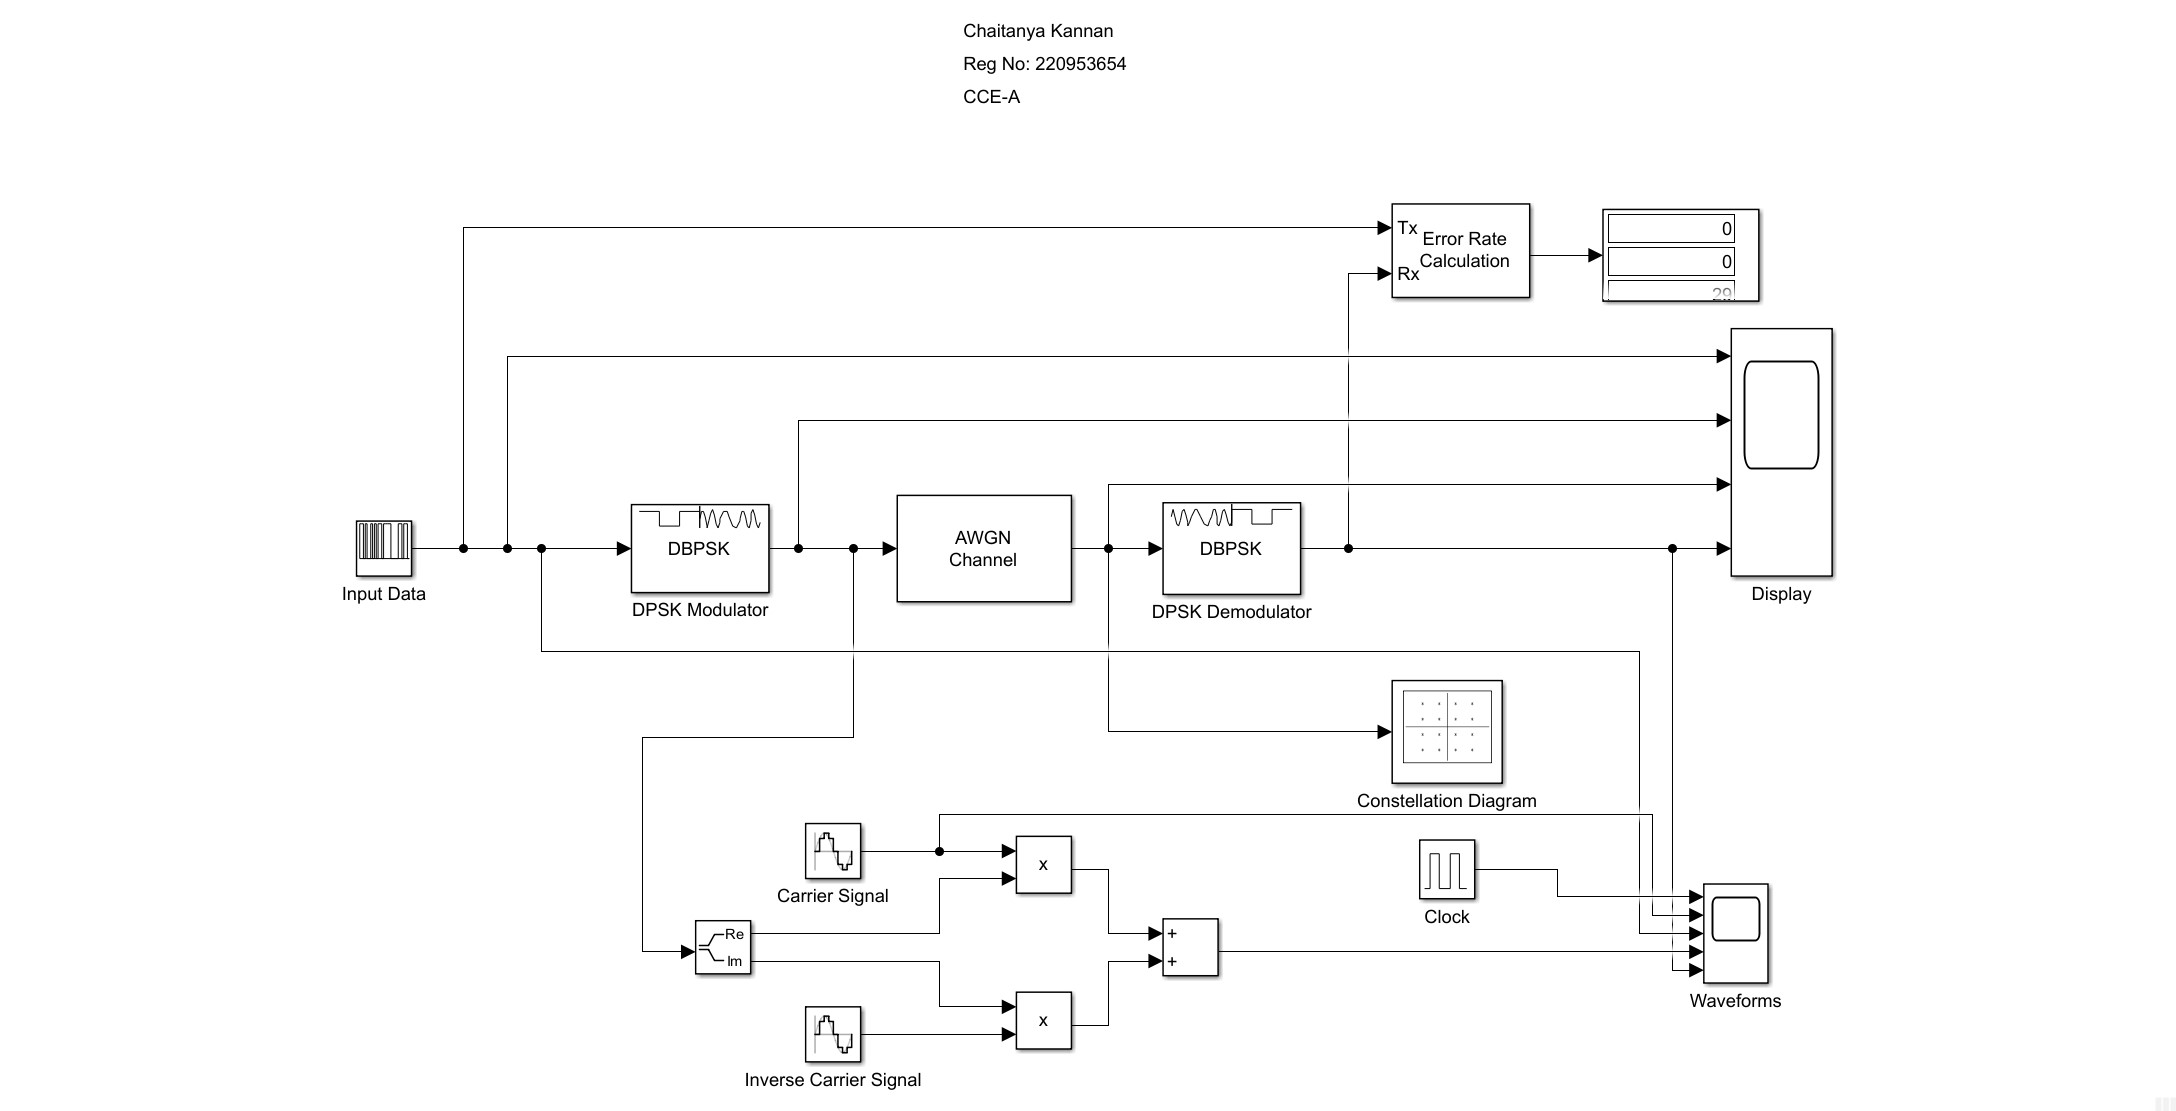 Chaitanya Kannan
Reg No: 220953654
CCE-A
Tx
Error Rate
Calculation
Rx
0
0
29
DBPSK
AWGN
Channel
DBPSK
Input Data
DPSK Modulator
DPSK Demodulator
Display
Constellation Diagram
Carrier Signal
x
Clock
Re
Im
+
+
Waveforms
x
Inverse Carrier Signal